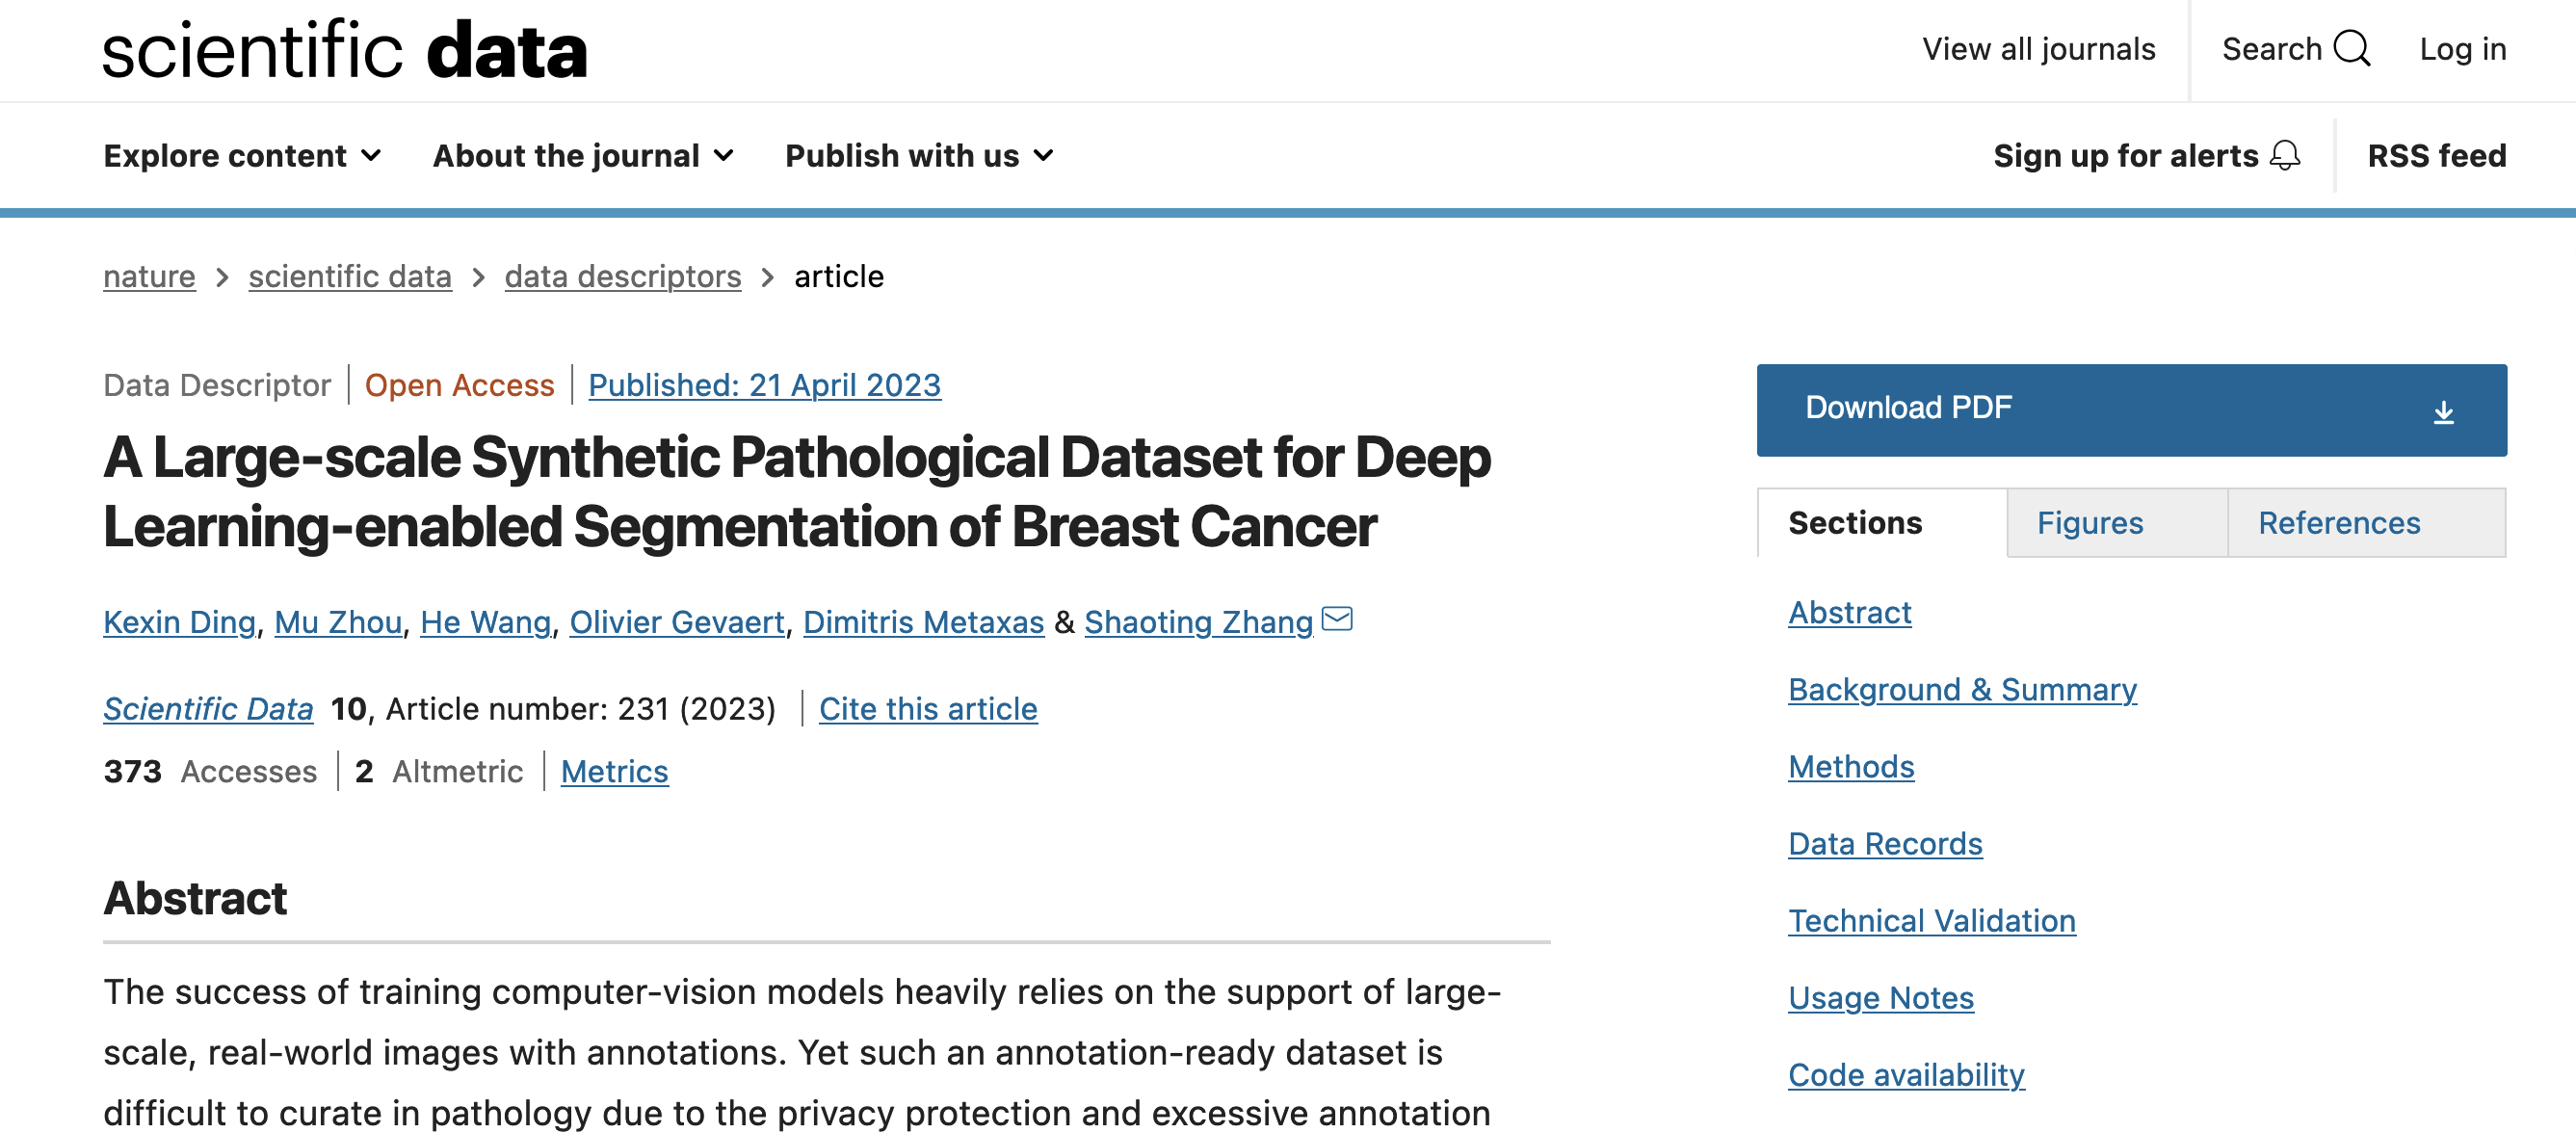 scientific data
View all journals
Search
Log in
Explore content
About the journal
Publish with us
Sign up for alerts
RSS feed
nature > scientific data > data descriptors > article
Data Descriptor | Open Access | Published: 21 April 2023
A Large-scale Synthetic Pathological Dataset for Deep
Learning-enabled Segmentation of Breast Cancer
Kexin Ding, Mu Zhou, He Wang, Olivier Gevaert, Dimitris Metaxas & Shaoting Zhang
Scientific Data 10, Article number: 231 (2023) | Cite this article
373 Accesses | 2 Altmetric | Metrics
Abstract
The success of training computer-vision models heavily relies on the support of large-
scale, real-world images with annotations. Yet such an annotation-ready dataset is
difficult to curate in pathology due to the privacy protection and excessive annotation
Download PDF
Sections
Figures
References
Abstract
Background & Summary
Methods
Data Records
Technical Validation
Usage Notes
Code availability